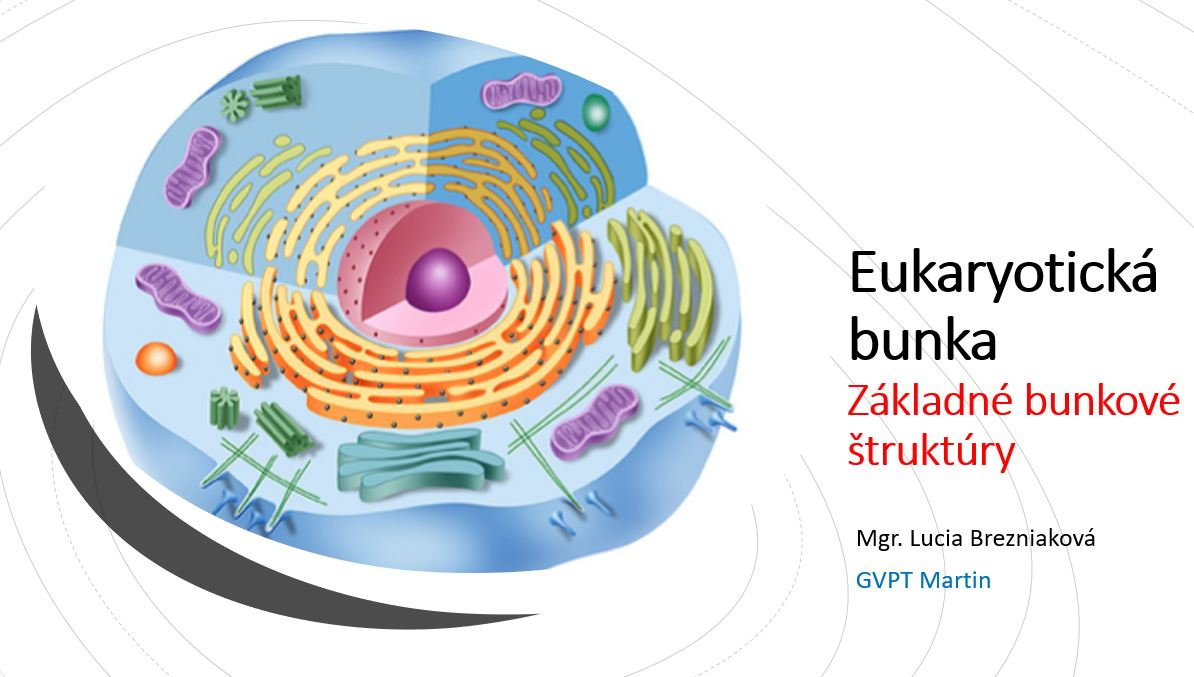 Eukaryotická
bunka
Základné bunkové
štruktúry
Mgr. Lucia Brezniaková
GVPT Martin